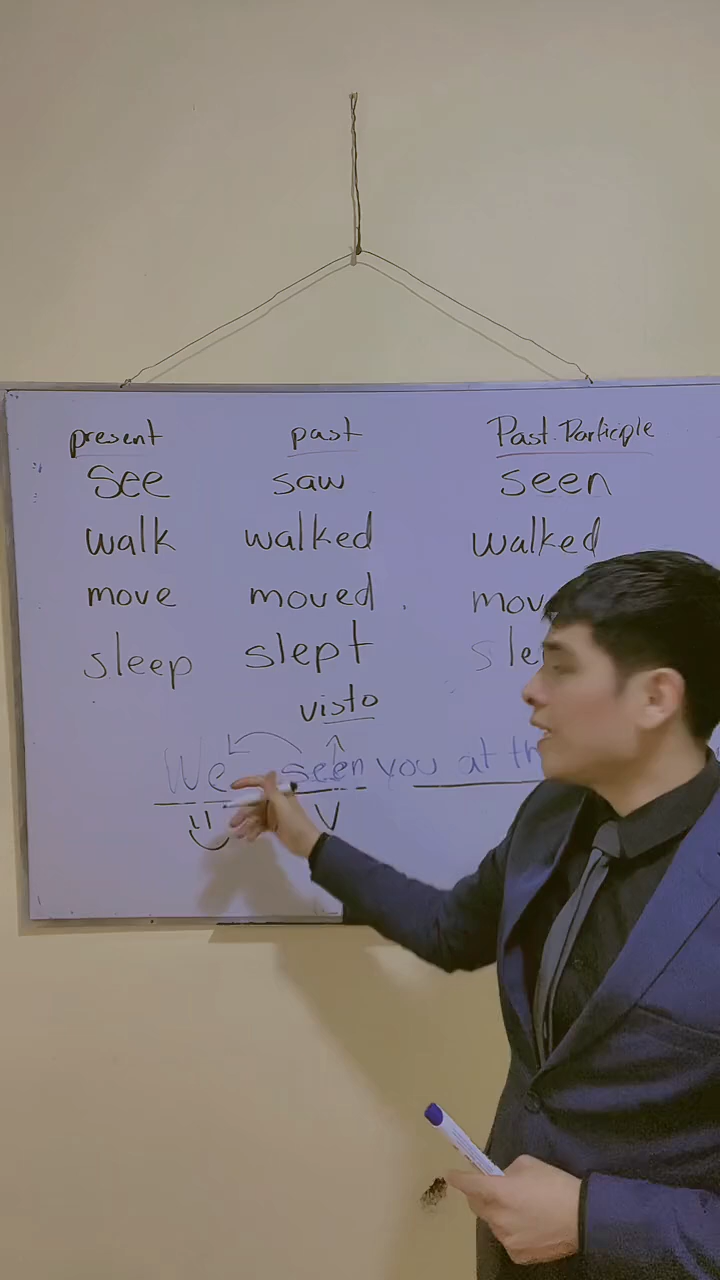 present past Past. Participle
see saw seen
walk walked walked
move moved
sleep slept
visto
We seen you at
V